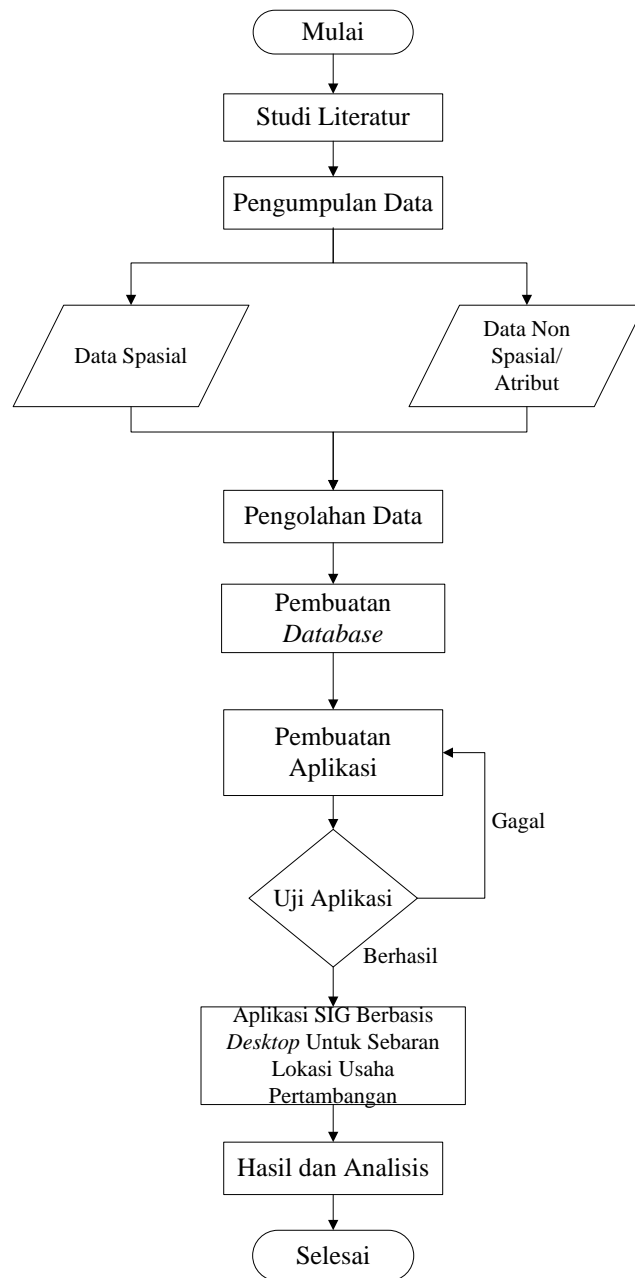 Mulai
Studi Literatur
Pengumpulan Data
Data Spasial
Data Non
Spasial/
Atribut
Pengolahan Data
Pembuatan
Database
Pembuatan
Aplikasi
Gagal
Uji Aplikasi
Berhasil
Aplikasi SIG Berbasis
Desktop Untuk Sebaran
Lokasi Usaha
Pertambangan
Hasil dan Analisis
Selesai